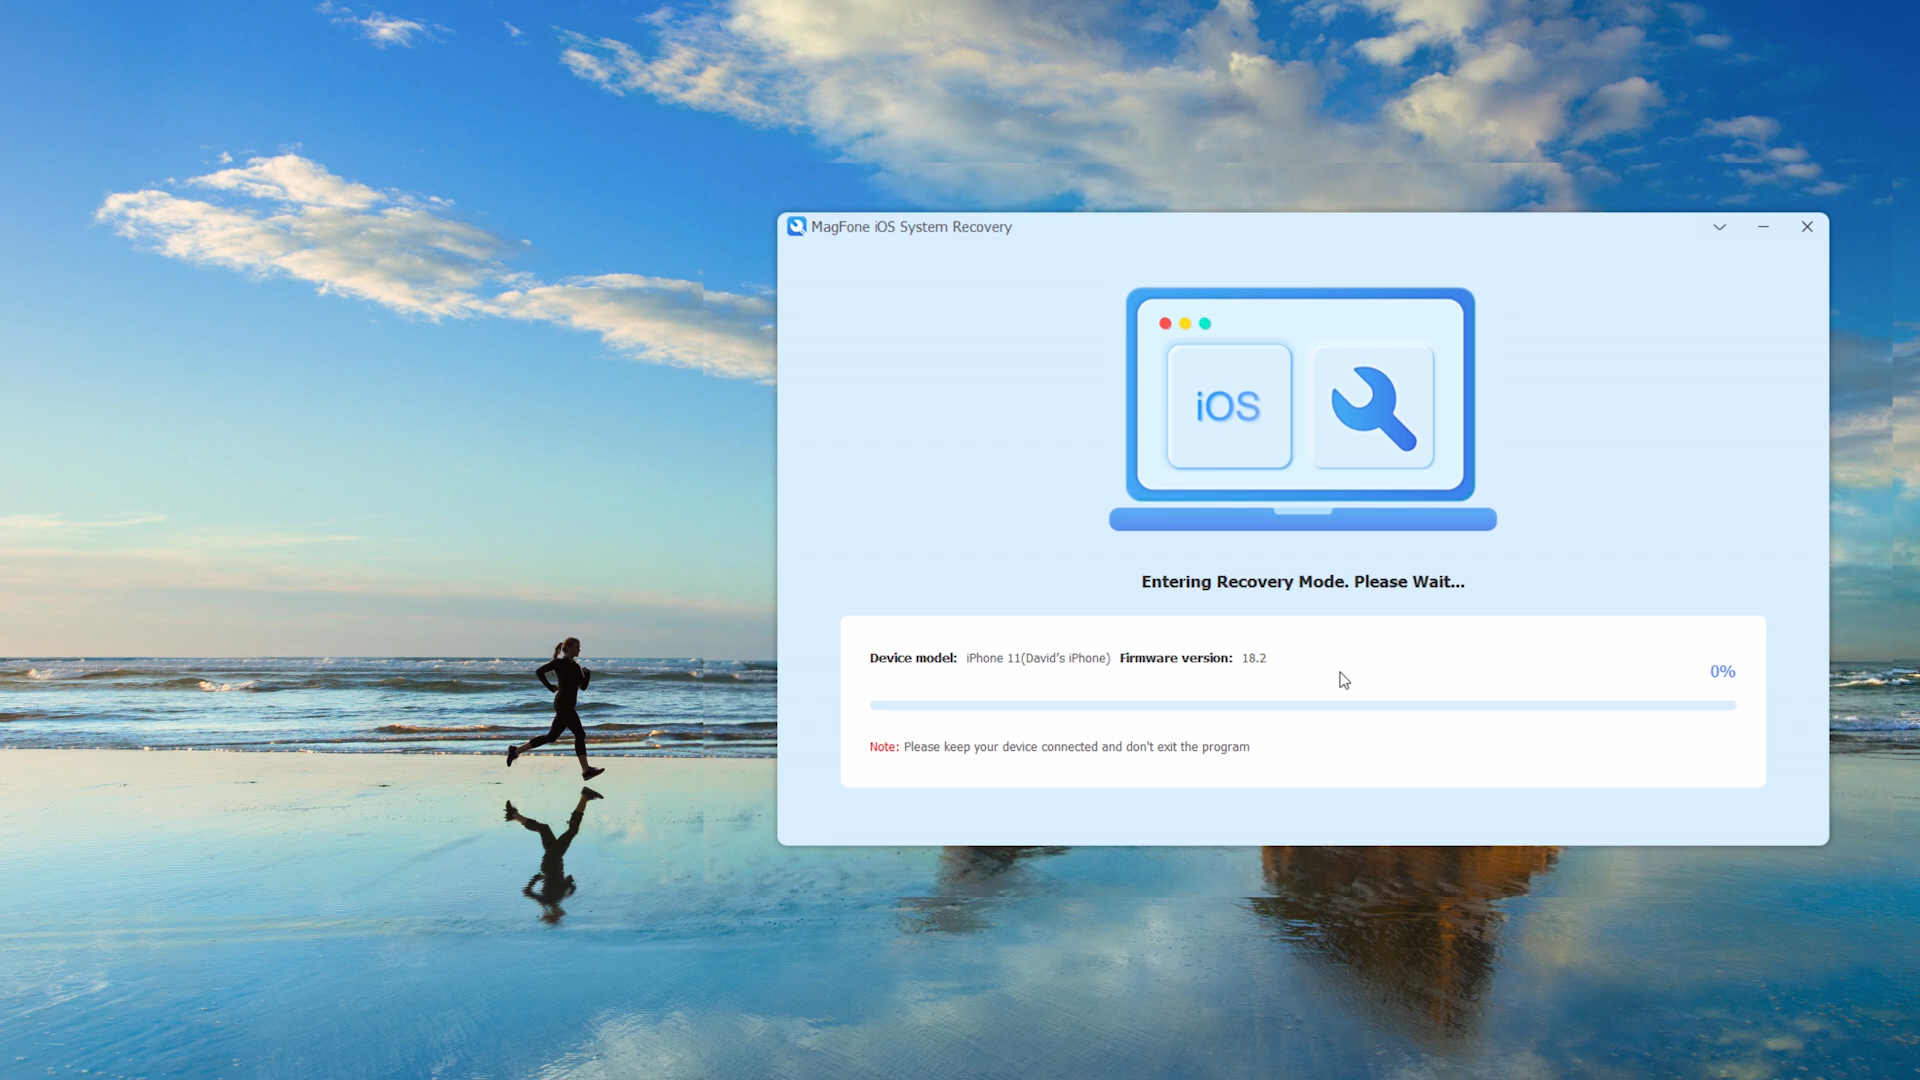 MagFone iOS System Recovery
iOS
Entering Recovery Mode. Please Wait...
Device model: iPhone 11(David's iPhone) Firmware version: 18.2
0%
Note: Please keep your device connected and don't exit the program